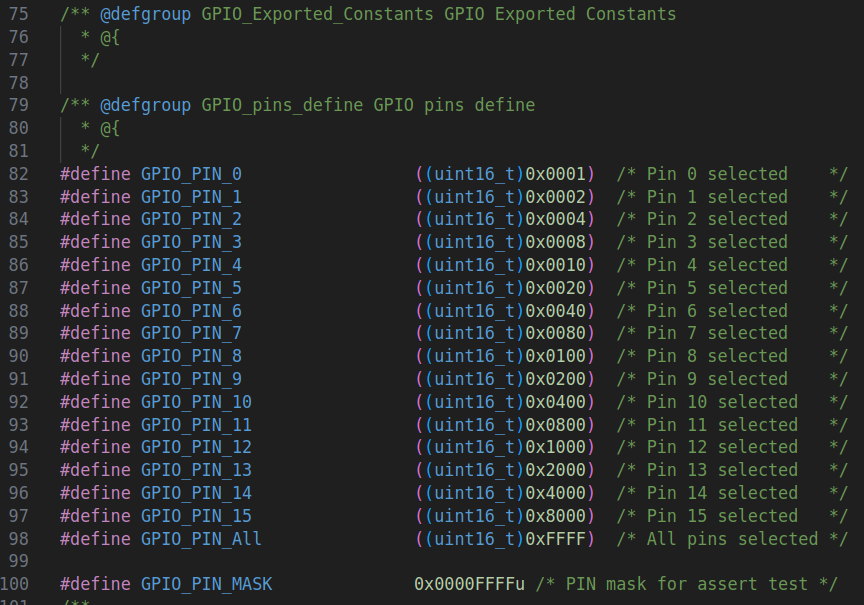 75 /** @defgroup GPIO_Exported_Constants GPIO Exported Constants
76 * @{
77 */
78
79 /** @defgroup GPIO_pins_define GPIO pins define
80 * @{
81 */
82 #define GPIO_PIN_0 ((uint16_t)0x0001) /* Pin 0 selected */
83 #define GPIO_PIN_1 ((uint16_t)0x0002) /* Pin 1 selected */
84 #define GPIO_PIN_2 ((uint16_t)0x0004) /* Pin 2 selected */
85 #define GPIO_PIN_3 ((uint16_t)0x0008) /* Pin 3 selected */
86 #define GPIO_PIN_4 ((uint16_t)0x0010) /* Pin 4 selected */
87 #define GPIO_PIN_5 ((uint16_t)0x0020) /* Pin 5 selected */
88 #define GPIO_PIN_6 ((uint16_t)0x0040) /* Pin 6 selected */
89 #define GPIO_PIN_7 ((uint16_t)0x0080) /* Pin 7 selected */
90 #define GPIO_PIN_8 ((uint16_t)0x0100) /* Pin 8 selected */
91 #define GPIO_PIN_9 ((uint16_t)0x0200) /* Pin 9 selected */
92 #define GPIO_PIN_10 ((uint16_t)0x0400) /* Pin 10 selected */
93 #define GPIO_PIN_11 ((uint16_t)0x0800) /* Pin 11 selected */
94 #define GPIO_PIN_12 ((uint16_t)0x1000) /* Pin 12 selected */
95 #define GPIO_PIN_13 ((uint16_t)0x2000) /* Pin 13 selected */
96 #define GPIO_PIN_14 ((uint16_t)0x4000) /* Pin 14 selected */
97 #define GPIO_PIN_15 ((uint16_t)0x8000) /* Pin 15 selected */
98 #define GPIO_PIN_All ((uint16_t)0xFFFF) /* All pins selected */
99
100 #define GPIO_PIN_MASK 0x0000FFFFu /* PIN mask for assert test */